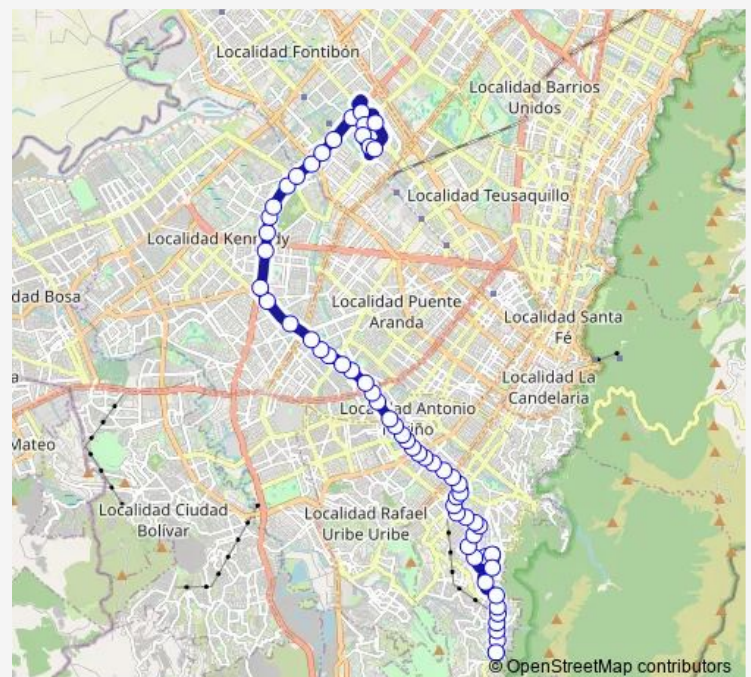 Localidad Fontibón
Localidad Barrios
Unidos
Localidad Teusaquillo
Localidad Kennedy
dad Bosa
Localidad Puente
Aranda
Localidad Santa
Fé
Localidad La
Candelaria
a
Localidad Antonio
Nariño
Mateo
Localidad Ciudad
Bolívar
Localidad Rafael
Uribe Uribe
© OpenStreetMap contributors